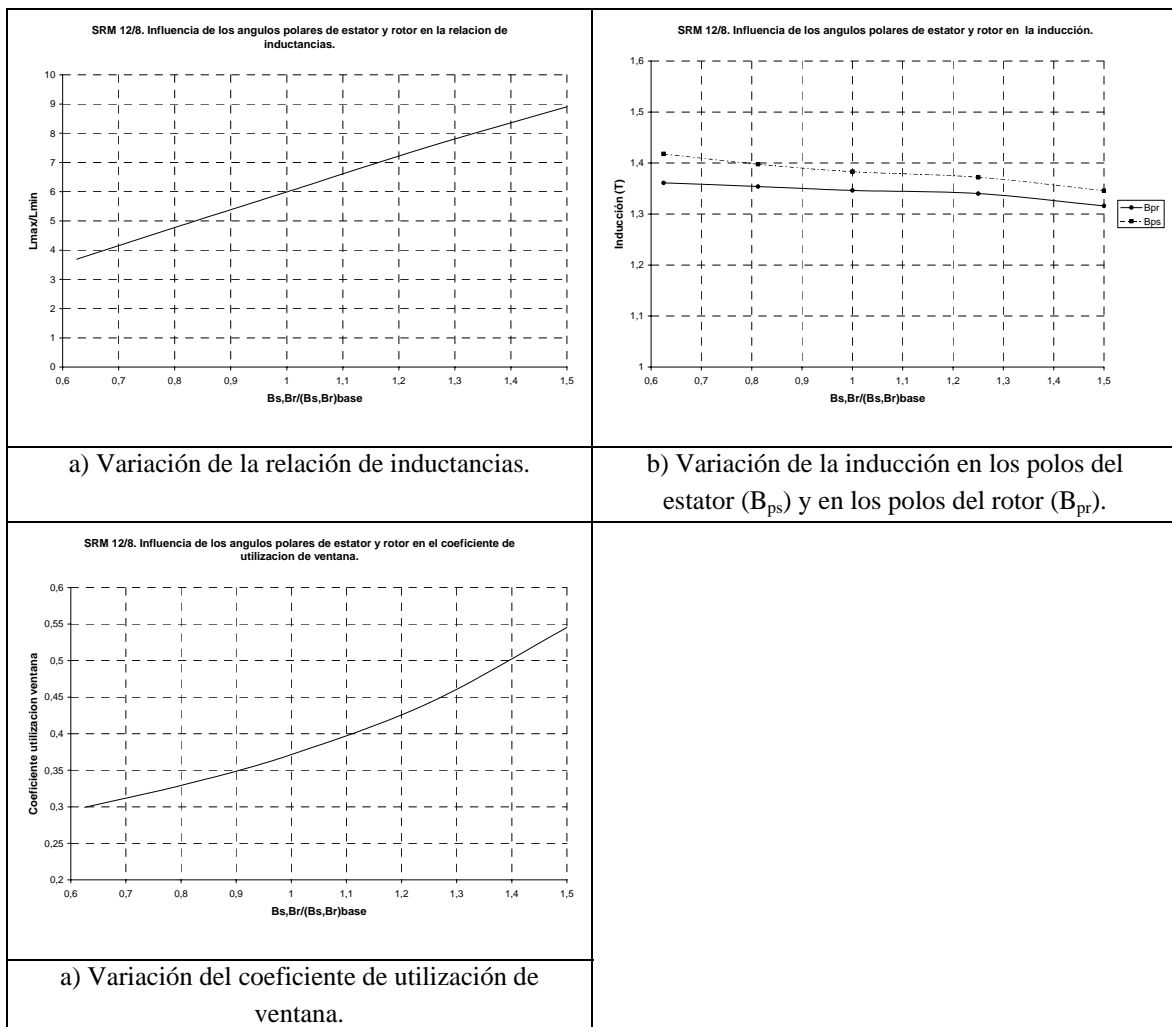 SRM 12/8. Influencia de los angulos polares de estator y rotor en la relacion de
inductancias.
10
9
8
7
6
5
4
3
2
1
0
Lmax/Lmin
0,6 0,7 0,8 0,9 1 1,1 1,2 1,3 1,4 1,5
Bs,Br/(Bs,Br)base
a) Variación de la relación de inductancias.
SRM 12/8. Influencia de los angulos polares de estator y rotor en la inducción.
1,6
1,5
1,4
1,3
1,2
1,1
1
Inducción (T)
0,6 0,7 0,8 0,9 1 1,1 1,2 1,3 1,4 1,5
Bs,Br/(Bs,Br)base
Bpr
Bps
b) Variación de la inducción en los polos del
estator (Bps) y en los polos del rotor (Bpr).
SRM 12/8. Influencia de los angulos polares de estator y rotor en el coeficiente de
utilizacion de ventana.
0,6
0,55
0,5
0,45
0,4
0,35
0,3
0,25
0,2
Coeficiente utilizacion ventana
0,6 0,7 0,8 0,9 1 1,1 1,2 1,3 1,4 1,5
Bs,Br/(Bs,Br)base
a) Variación del coeficiente de utilización de
ventana.